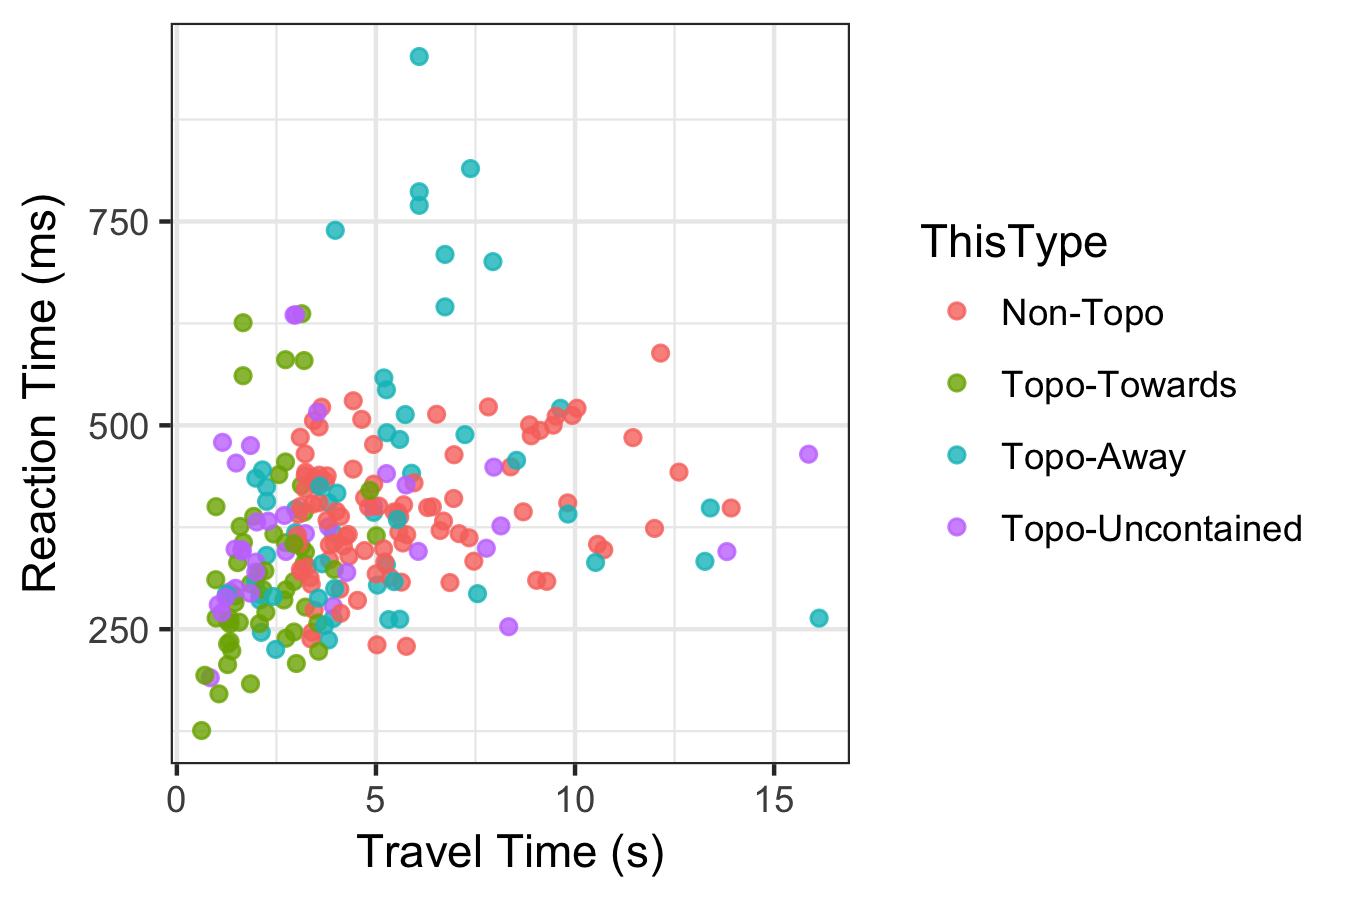 Reaction Time (ms)
750
500
250
0
5
10
15
Travel Time (s)
ThisType
Non-Topo
Topo-Towards
Topo-Away
Topo-Uncontained